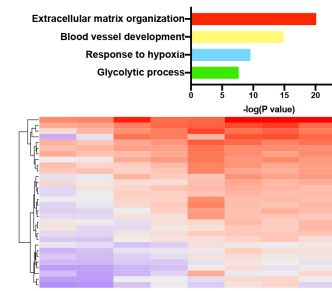 Extracellular matrix organization
Blood vessel development
Response to hypoxia
Glycolytic process
0 5 10 15 20
-log(P value)